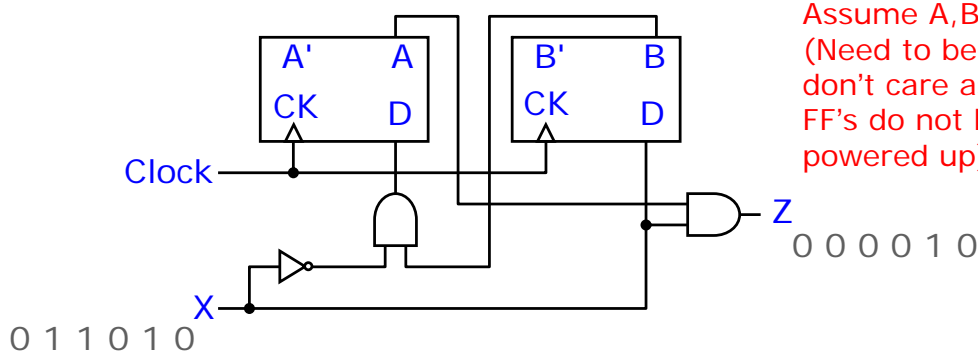 Assume A,B
(Need to be
don't care a
FF's do not
powered up)
A' A B' B
CK D CK D
Clock
Z
0 0 0 0 1 0
X
0 1 1 0 1 0